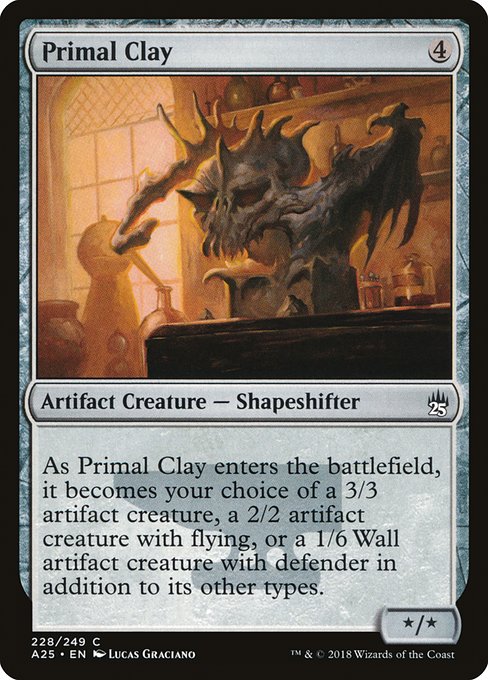 Primal Clay 4
Artifact Creature — Shapeshifter 25
As Primal Clay enters the battlefield,
it becomes your choice of a 3/3
artifact creature, a 2/2 artifact
creature with flying, or a 1/6 Wall
artifact creature with defender in
addition to its other types.
★/★
228/249 C
A25 • EN Lucas Graciano ™ & © 2018 Wizards of the Coast